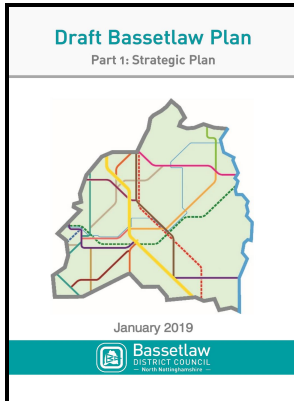 Draft Bassetlaw Plan
Part 1: Strategic Plan
January 2019
Bassetlaw
DISTRICT COUNCIL
North Nottinghamshire